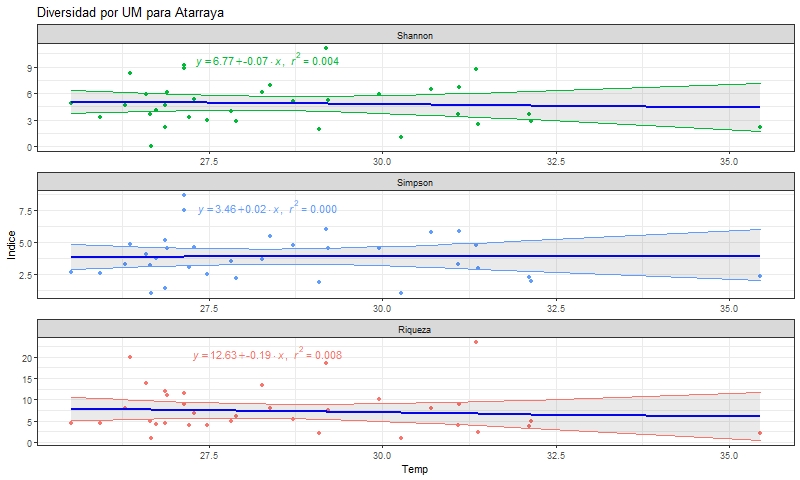 Diversidad por UM para Atarraya
Shannon
y = 6.77 + -0.07 · x, r² = 0.004
9
6
3
0
27.5 30.0 32.5 35.0
Simpson
y = 3.46 + 0.02 · x, r² = 0.000
7.5
5.0
2.5
27.5 30.0 32.5 35.0
Indice
Riqueza
y = 12.63 + -0.19 · x, r² = 0.008
20
15
10
5
0
27.5 30.0 32.5 35.0
Temp